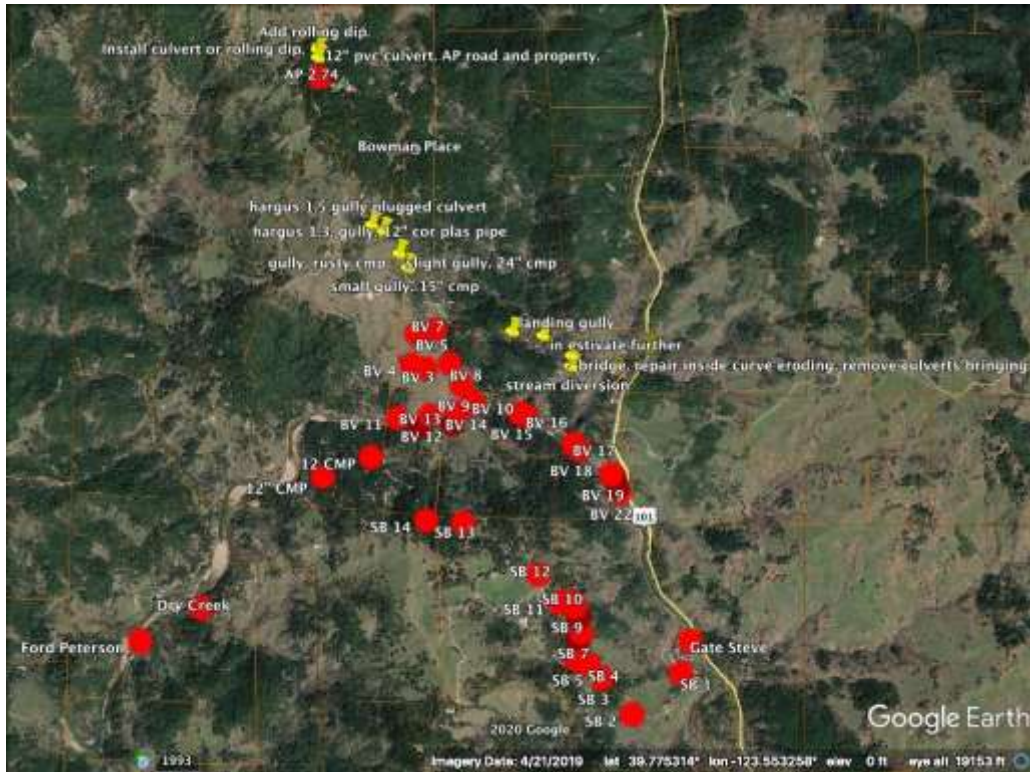 Add rolling dip.
Install culvert or rolling dip.
12" pvc culvert. AP road and property.
AP 2.74
Bowman Place
hargus 1.5 gully plugged culvert
hargus 1.3, gully, 12" cor plas pipe
gully, rusty cmp. slight gully, 24" cmp
small gully, 15" cmp
landing gully
in estivate further
bridge, repair inside curve eroding, remove culverts bringing
stream diversion
BV 7
BV 5
BV 4
BV 3
BV 8
BV 9
BV 10
BV 11
BV 13
BV 12
BV 14
BV 15
BV 16
BV 17
BV 18
BV 19
BV 22
101
12 CMP
12" CMP
SB 14
SB 13
SB 12
SB 10
SB 11
SB 9
SB 7
SB 5
SB 4
SB 3
SB 2
SB 1
Gate Steve
Dry Creek
Ford Peterson
2020 Google
Google Earth
1993
Imagery Date: 4/21/2019 lat 39.775314° lon -123.553258° elev 0 ft eye alt 19153 ft